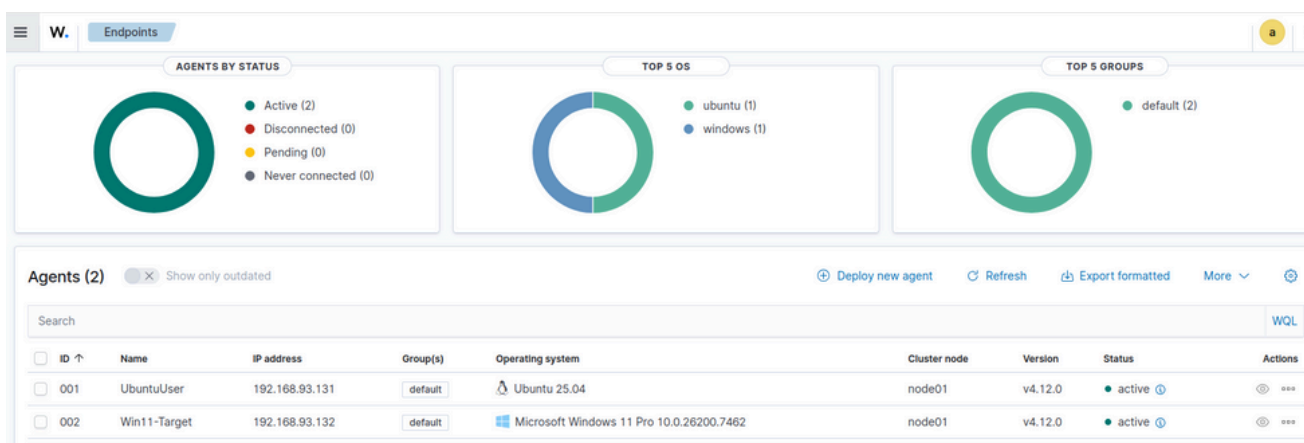 W. Endpoints a
AGENTS BY STATUS
Active (2)
Disconnected (0)
Pending (0)
Never connected (0)
TOP 5 OS
ubuntu (1)
windows (1)
TOP 5 GROUPS
default (2)
Agents (2) Show only outdated Deploy new agent Refresh Export formatted More
Search WQL
ID Name IP address Group(s) Operating system Cluster node Version Status Actions
001 UbuntuUser 192.168.93.131 default Ubuntu 25.04 node01 v4.12.0 active
002 Win11-Target 192.168.93.132 default Microsoft Windows 11 Pro 10.0.26200.7462 node01 v4.12.0 active